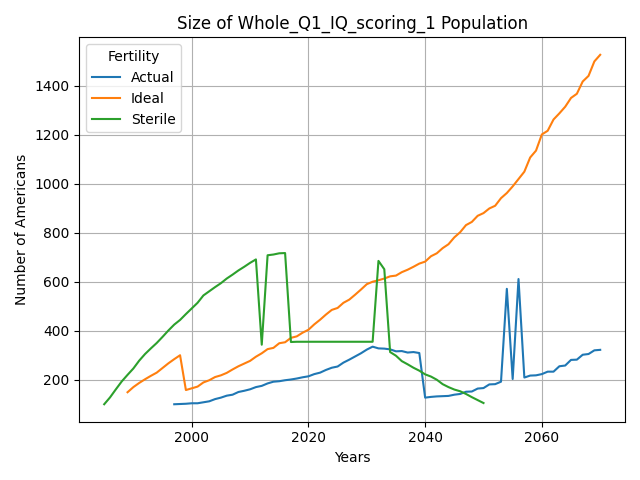 Size of Whole_Q1_IQ_scoring_1 Population
Fertility
Actual
Ideal
Sterile
Number of Americans
1400
1200
1000
800
600
400
200
2000
2020
2040
2060
Years